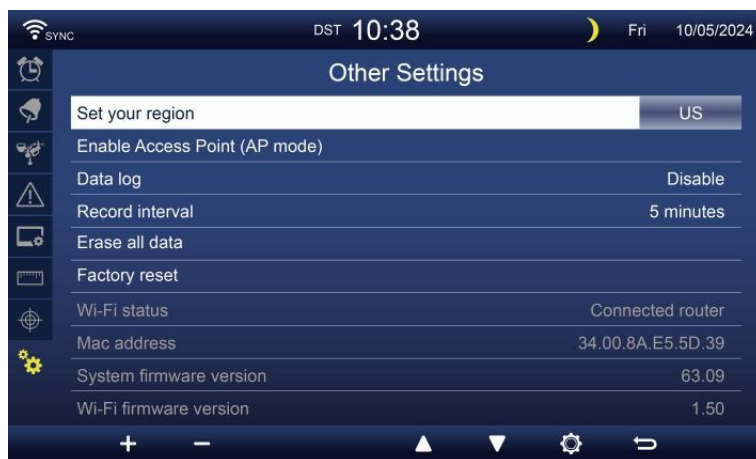 SYNC DST 10:38 Fri 10/05/2024
Other Settings
Set your region US
Enable Access Point (AP mode)
Data log Disable
Record interval 5 minutes
Erase all data
Factory reset
Wi-Fi status Connected router
Mac address 34.00.8A.E5.5D.39
System firmware version 63.09
Wi-Fi firmware version 1.50